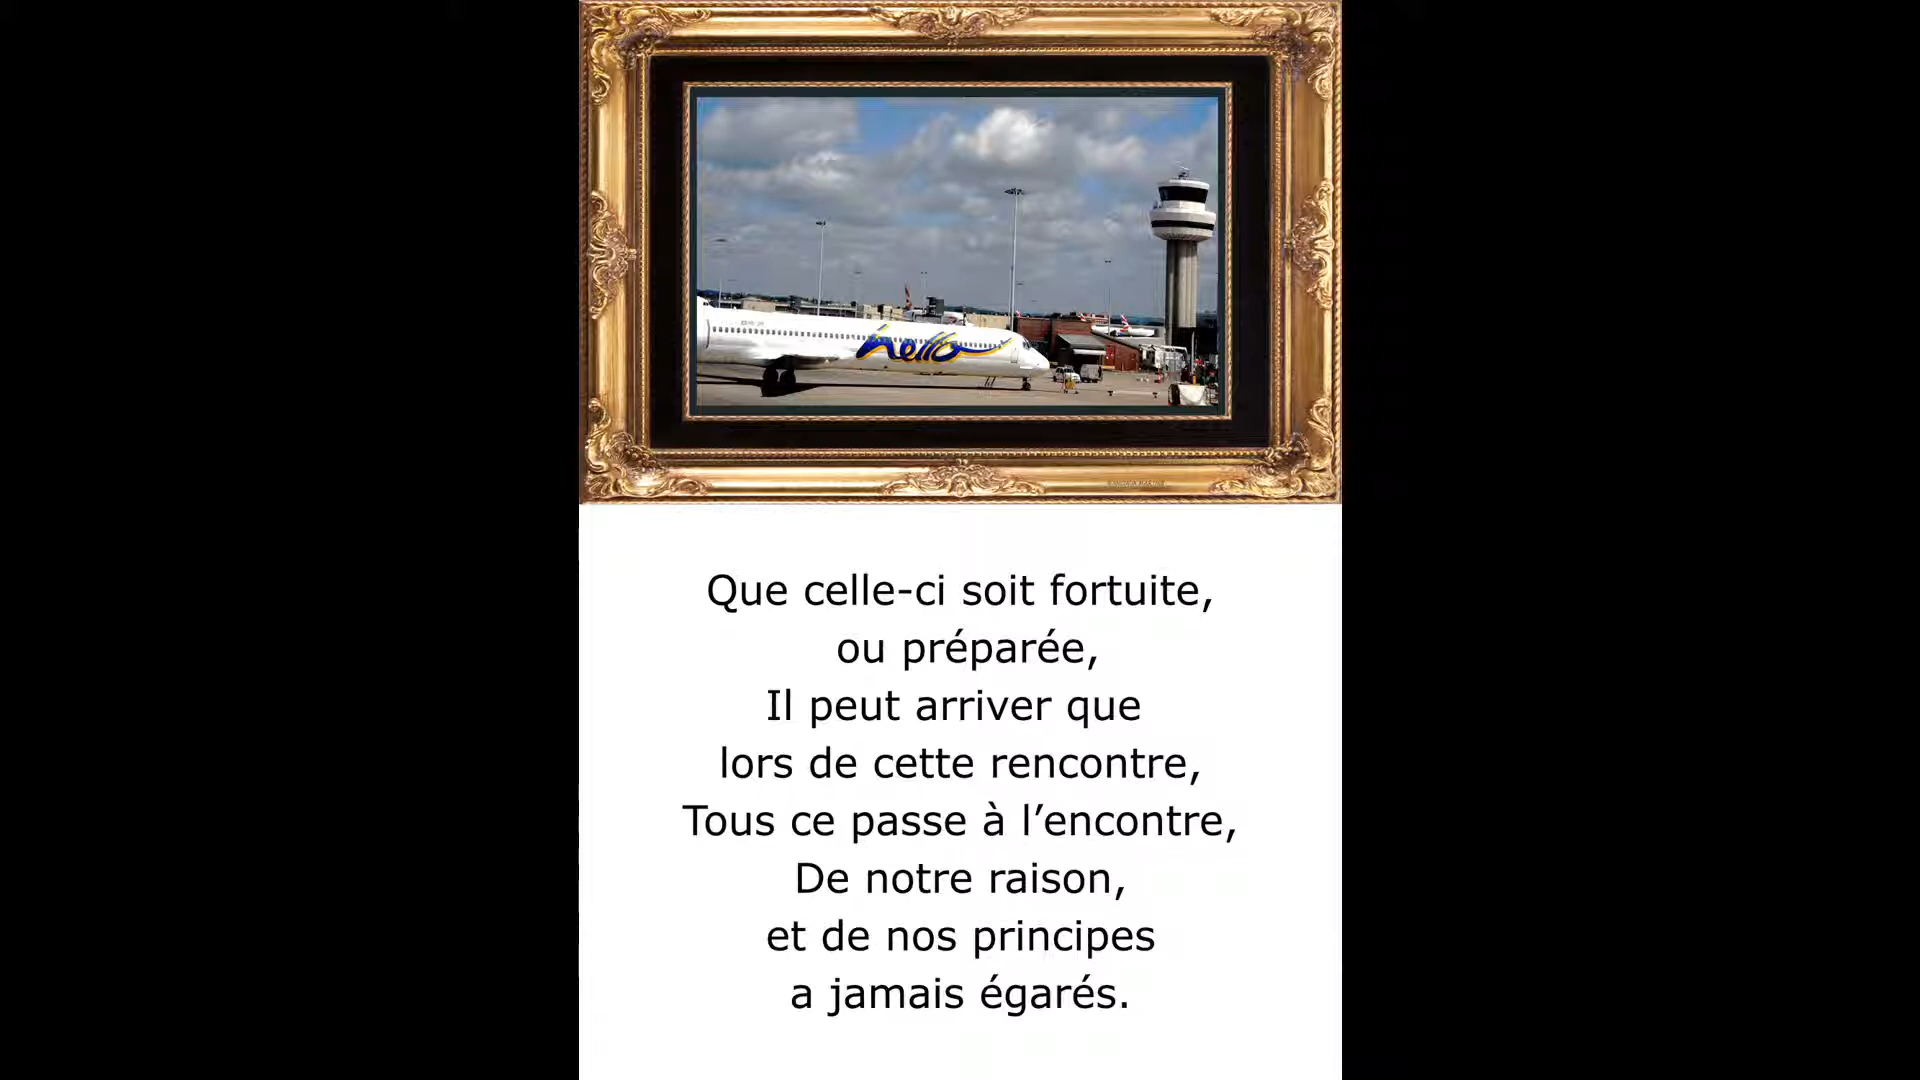 hello
Que celle-ci soit fortuite,
ou préparée,
Il peut arriver que
lors de cette rencontre,
Tous ce passe à l’encontre,
De notre raison,
et de nos principes
a jamais égarés.